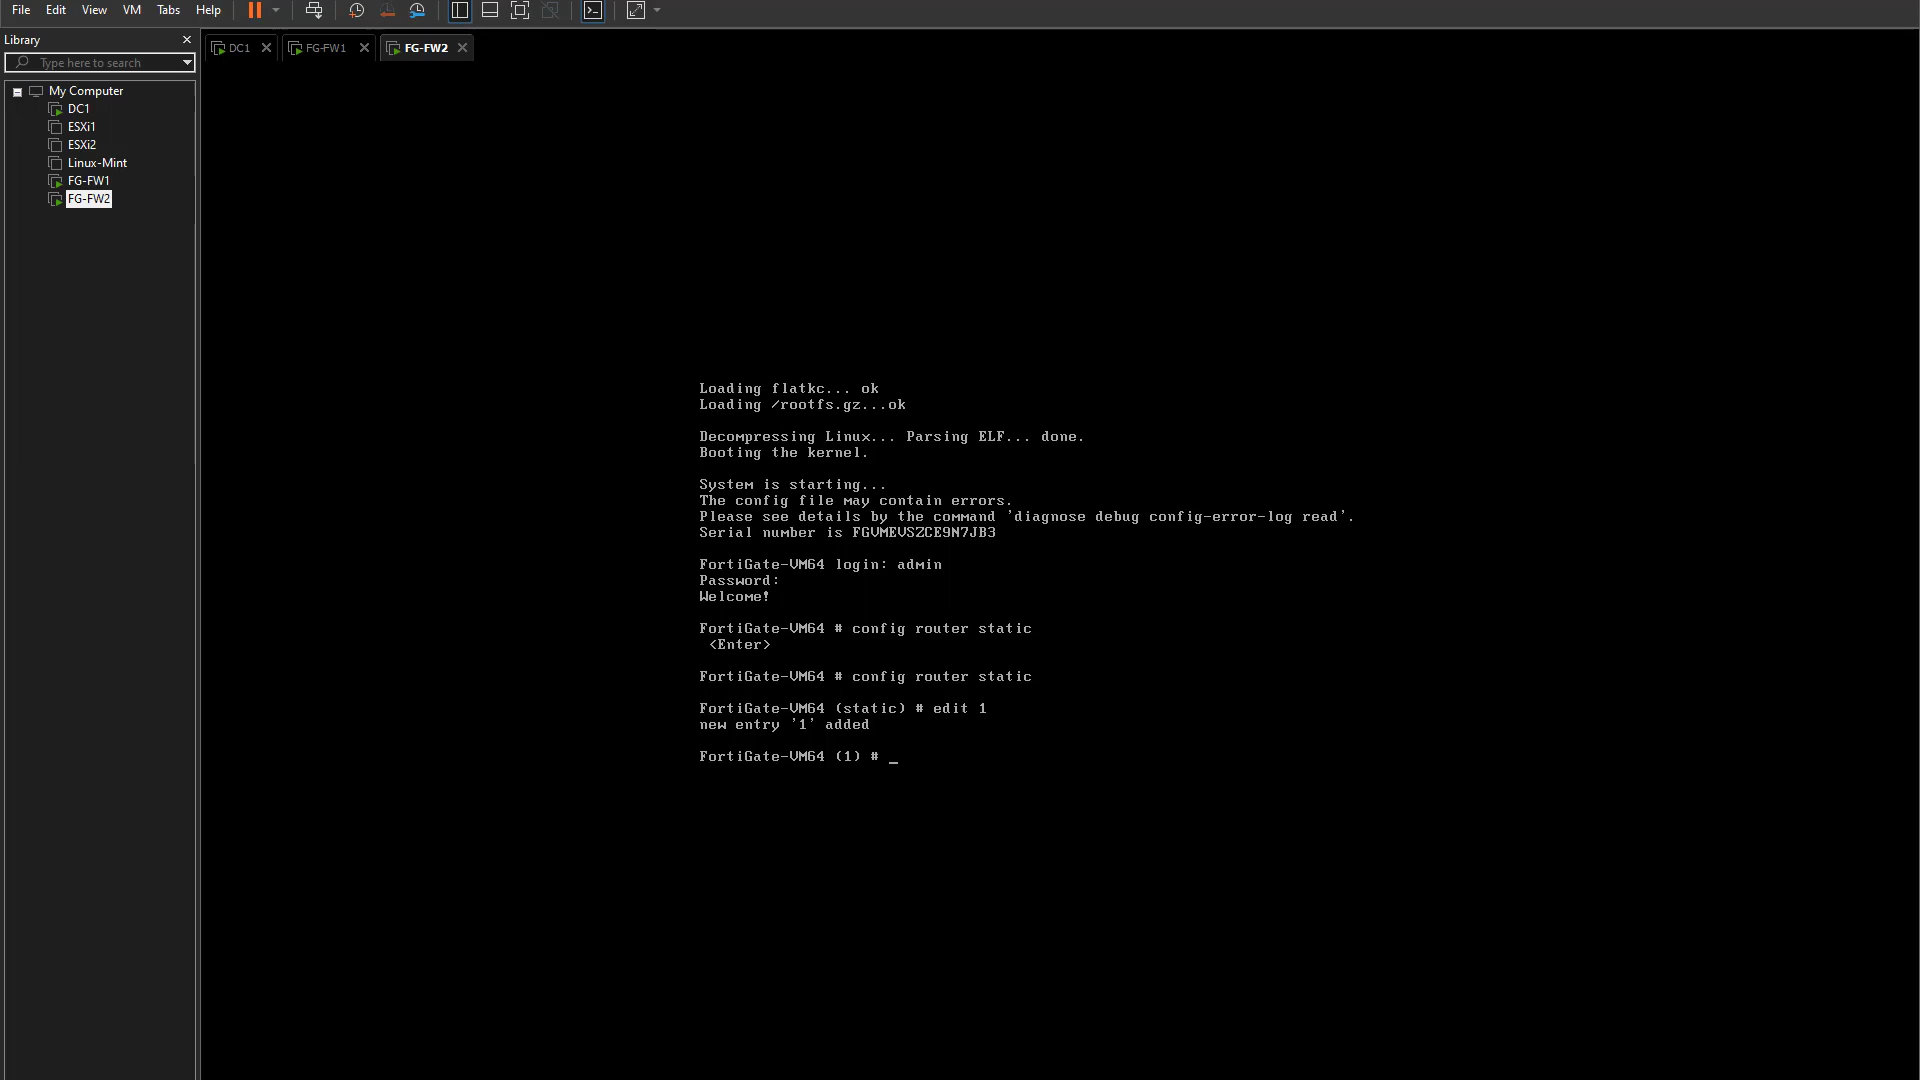 File Edit View VM Tabs Help
Library
Type here to search
My Computer
DC1
ESXi1
ESXi2
Linux-Mint
FG-FW1
FG-FW2
DC1 FG-FW1 FG-FW2
Loading flatkc... ok
Loading /rootfs.gz...ok
Decompressing Linux... Parsing ELF... done.
Booting the kernel.
System is starting...
The config file may contain errors.
Please see details by the command 'diagnose debug config-error-log read'.
Serial number is FGVMEVSZCE9N7JB3
FortiGate-VM64 login: admin
Password:
Welcome!
FortiGate-VM64 # config router static
<Enter>
FortiGate-VM64 # config router static
FortiGate-VM64 (static) # edit 1
new entry '1' added
FortiGate-VM64 (1) # _